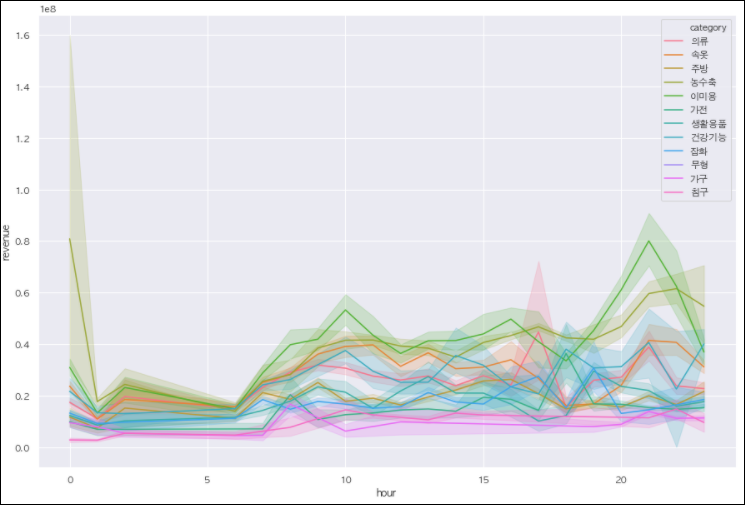 1e8
1.6
1.4
1.2
1.0
0.8
0.6
0.4
0.2
0.0
revenue
0 5 10 15 20
hour
category
의류
속옷
주방
농수축
이미용
가전
생활용품
건강기능
잡화
무형
가구
침구